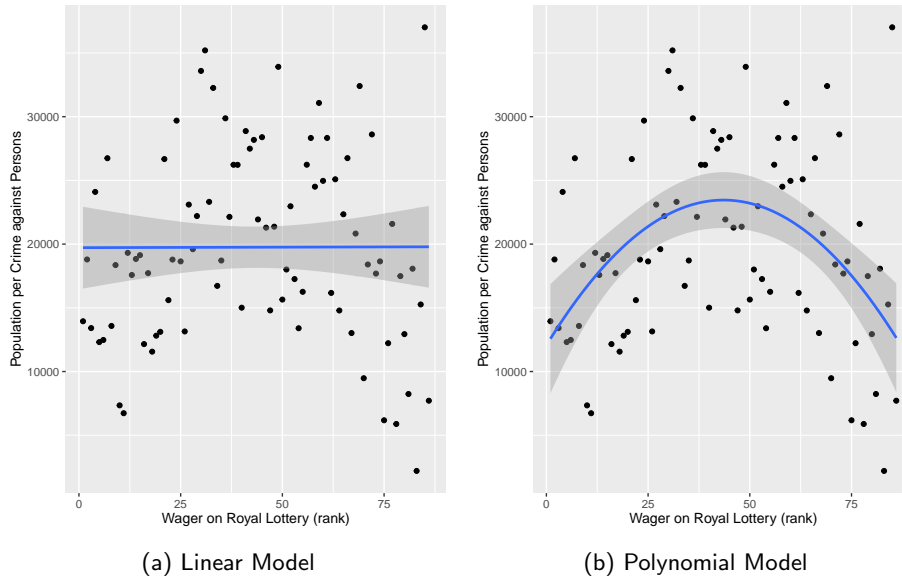 Population per Crime against Persons
30000
20000
10000
0
25
50
75
Wager on Royal Lottery (rank)
(a) Linear Model
Population per Crime against Persons
30000
20000
10000
0
25
50
75
Wager on Royal Lottery (rank)
(b) Polynomial Model